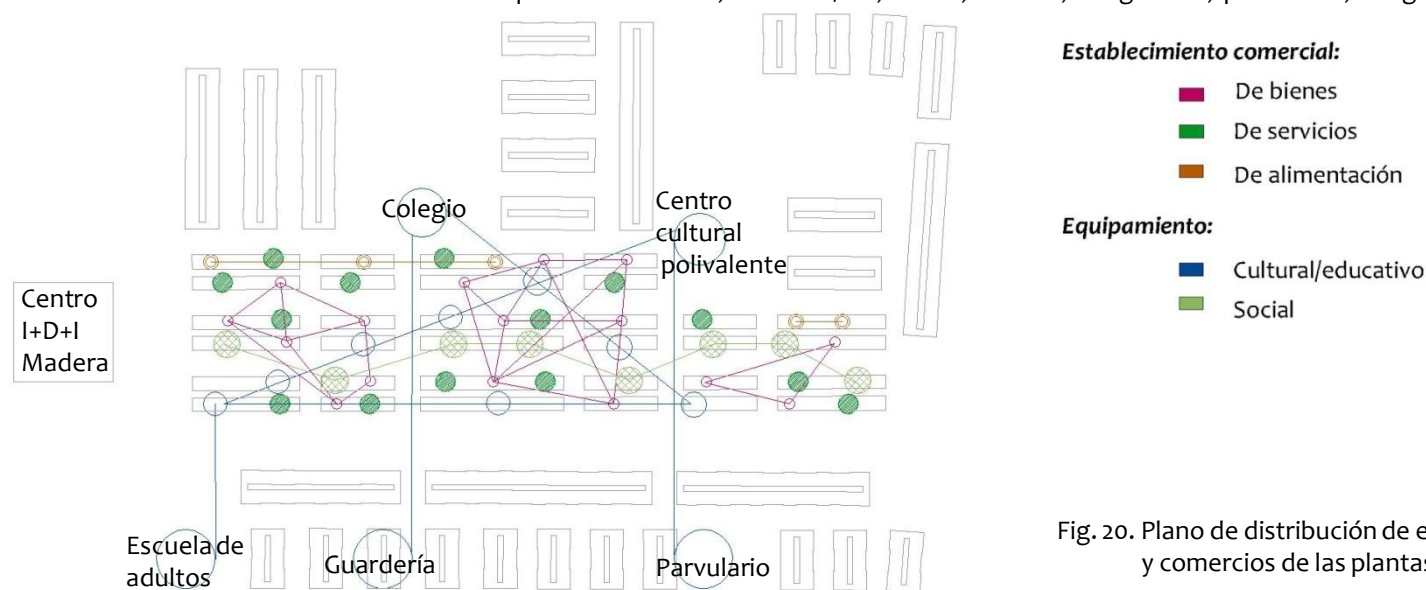 Establecimiento comercial:
De bienes
De servicios
De alimentación
Equipamiento:
Cultural/educativo
Social
Colegio
Centro
cultural
polivalente
Centro
I+D+I
Madera
Escuela de
adultos
Guardería
Parvulario
Fig. 20. Plano de distribución de e
y comercios de las plantas